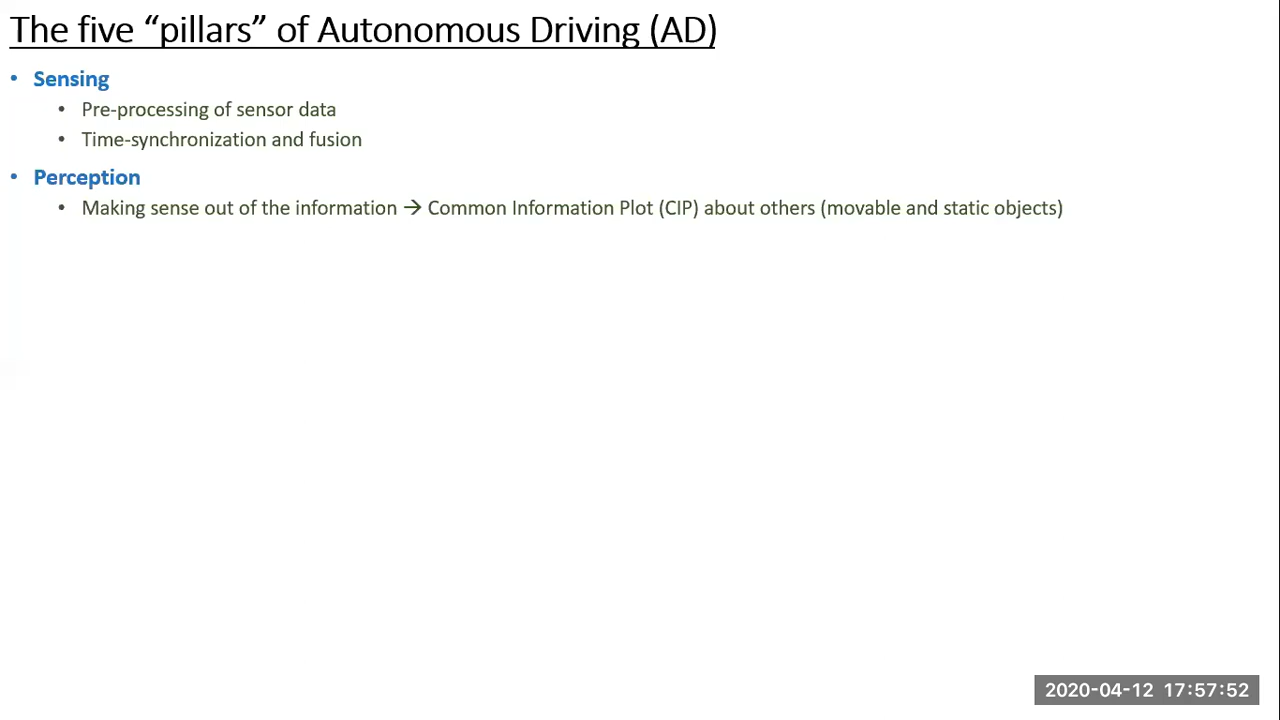 The five “pillars” of Autonomous Driving (AD)
• Sensing
• Pre-processing of sensor data
• Time-synchronization and fusion
• Perception
• Making sense out of the information → Common Information Plot (CIP) about others (movable and static objects)
2020-04-12 17:57:52